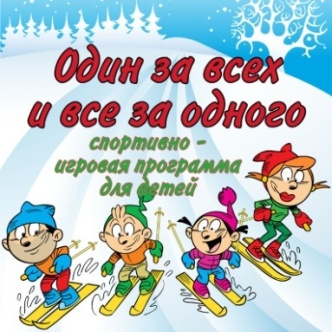 Один за всех
и все за одного
спортивно -
игровая программа
для детей